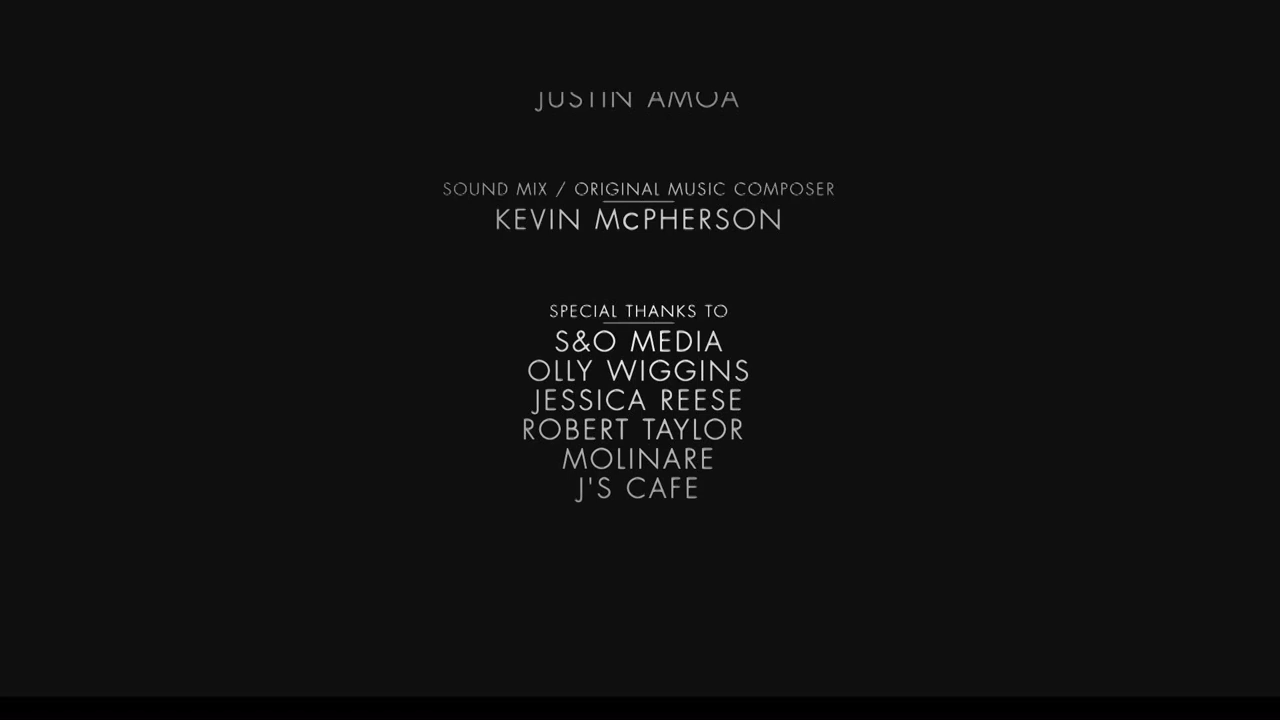 JUSTIN AMOA
SOUND MIX / ORIGINAL MUSIC COMPOSER
KEVIN McPHERSON
SPECIAL THANKS TO
S&O MEDIA
OLLY WIGGINS
JESSICA REESE
ROBERT TAYLOR
MOLINARE
J'S CAFE